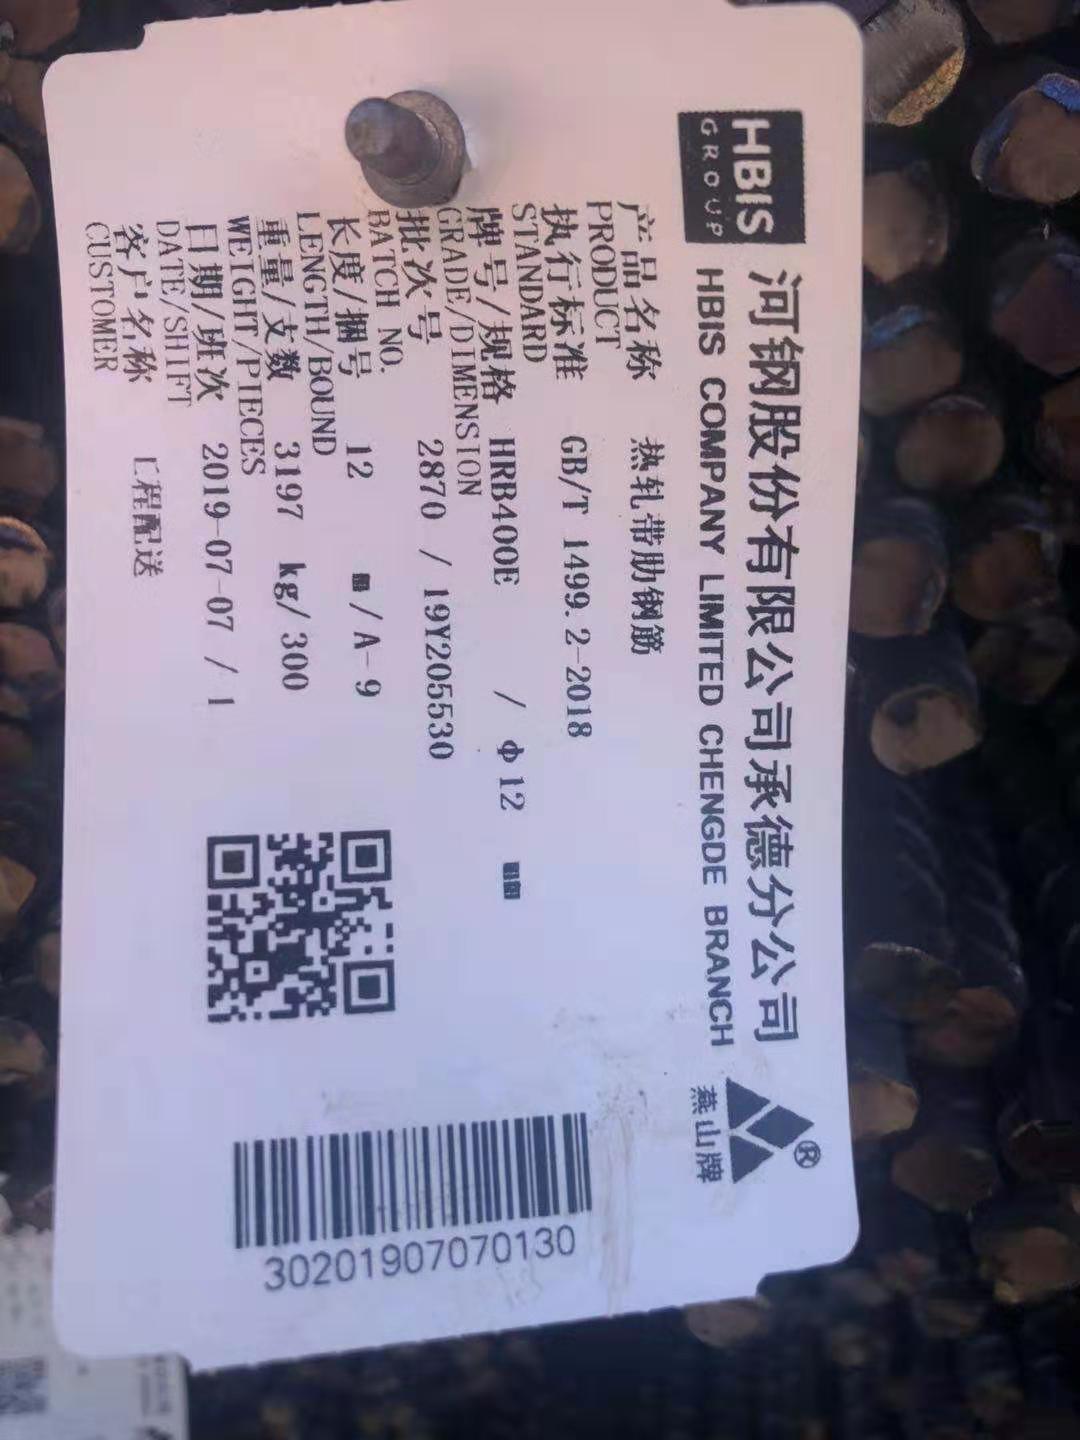 HBIS
GROUP
河钢股份有限公司承德分公司
HBIS COMPANY LIMITED CHENGDE BRANCH
®
燕山牌
产品名称 热轧带肋钢筋
PRODUCT
执行标准 GB/T 1499.2-2018
STANDARD
牌号/规格 HRB400E / Φ12
GRADE/DIMENSION
批次号 2870 / 19Y205530
BATCH NO.
长度/捆号 12 /A-9
LENGTH/BOUND
重量/支数 3197 kg/300
WEIGHT/PIECES
日期/班次 2019-07-07 / 1
DATE/SHIFT
客户名称 工程配送
CUSTOMER
30201907070130